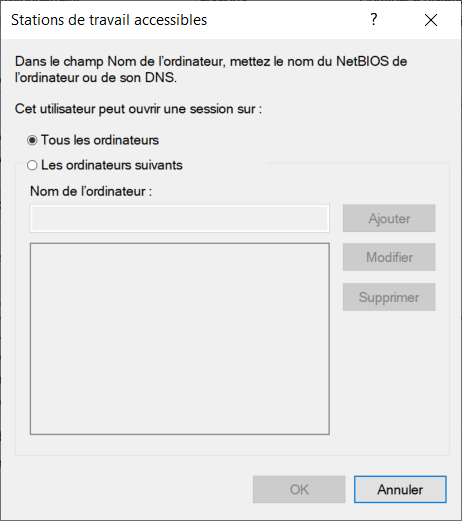 Stations de travail accessibles
?
Dans le champ Nom de l’ordinateur, mettez le nom du NetBIOS de
l’ordinateur ou de son DNS.
Cet utilisateur peut ouvrir une session sur :
Tous les ordinateurs
Les ordinateurs suivants
Nom de l’ordinateur :
Ajouter
Modifier
Supprimer
OK
Annuler